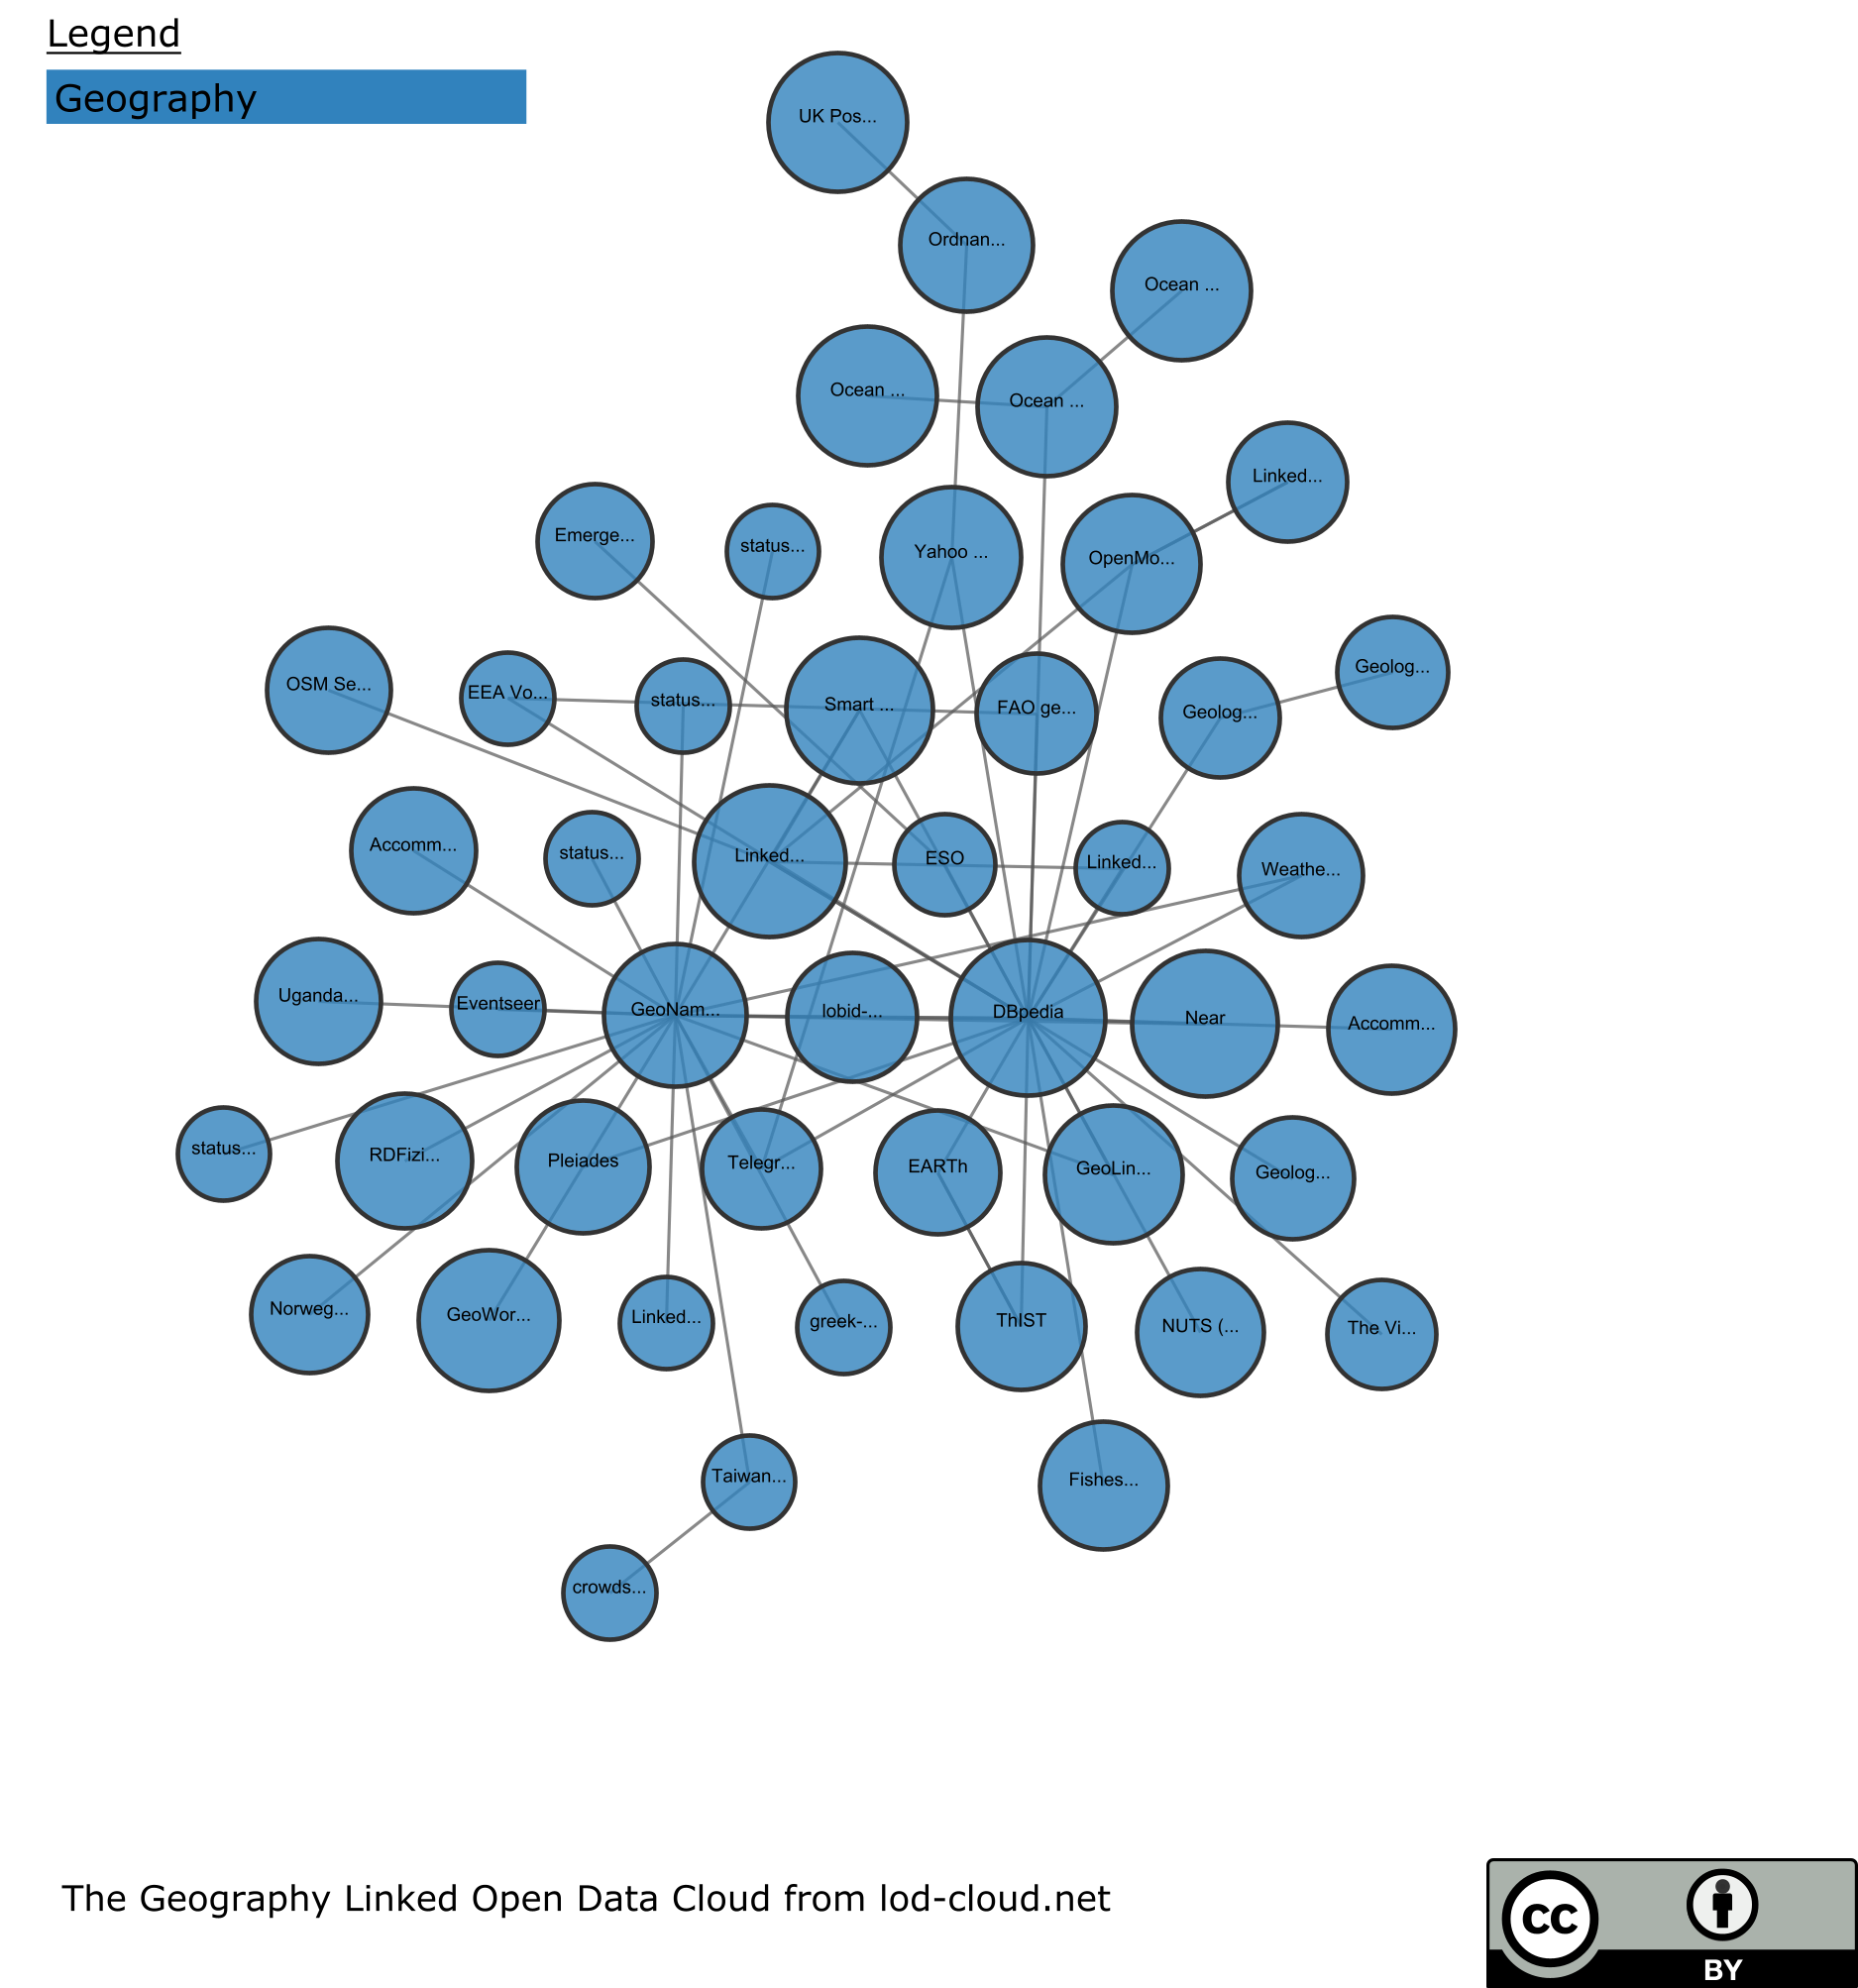 Legend
Geography
UK Pos...
Ordnan...
Ocean ...
Ocean ...
Ocean ...
Linked...
Emerge...
status...
Yahoo ...
OpenMo...
Geolog...
OSM Se...
EEA Vo...
status...
Smart ...
FAO ge...
Geolog...
Accomm...
status...
Linked...
ESO
Linked...
Weathe...
Uganda...
Eventseer
GeoNam...
lobid-...
DBpedia
Near
Accomm...
status...
RDFizi...
Pleiades
Telegr...
EARTh
GeoLin...
Geolog...
Norweg...
GeoWor...
Linked...
greek-...
ThIST
NUTS (...
The Vi...
Taiwan...
Fishes...
crowds...
The Geography Linked Open Data Cloud from lod-cloud.net
cc
BY